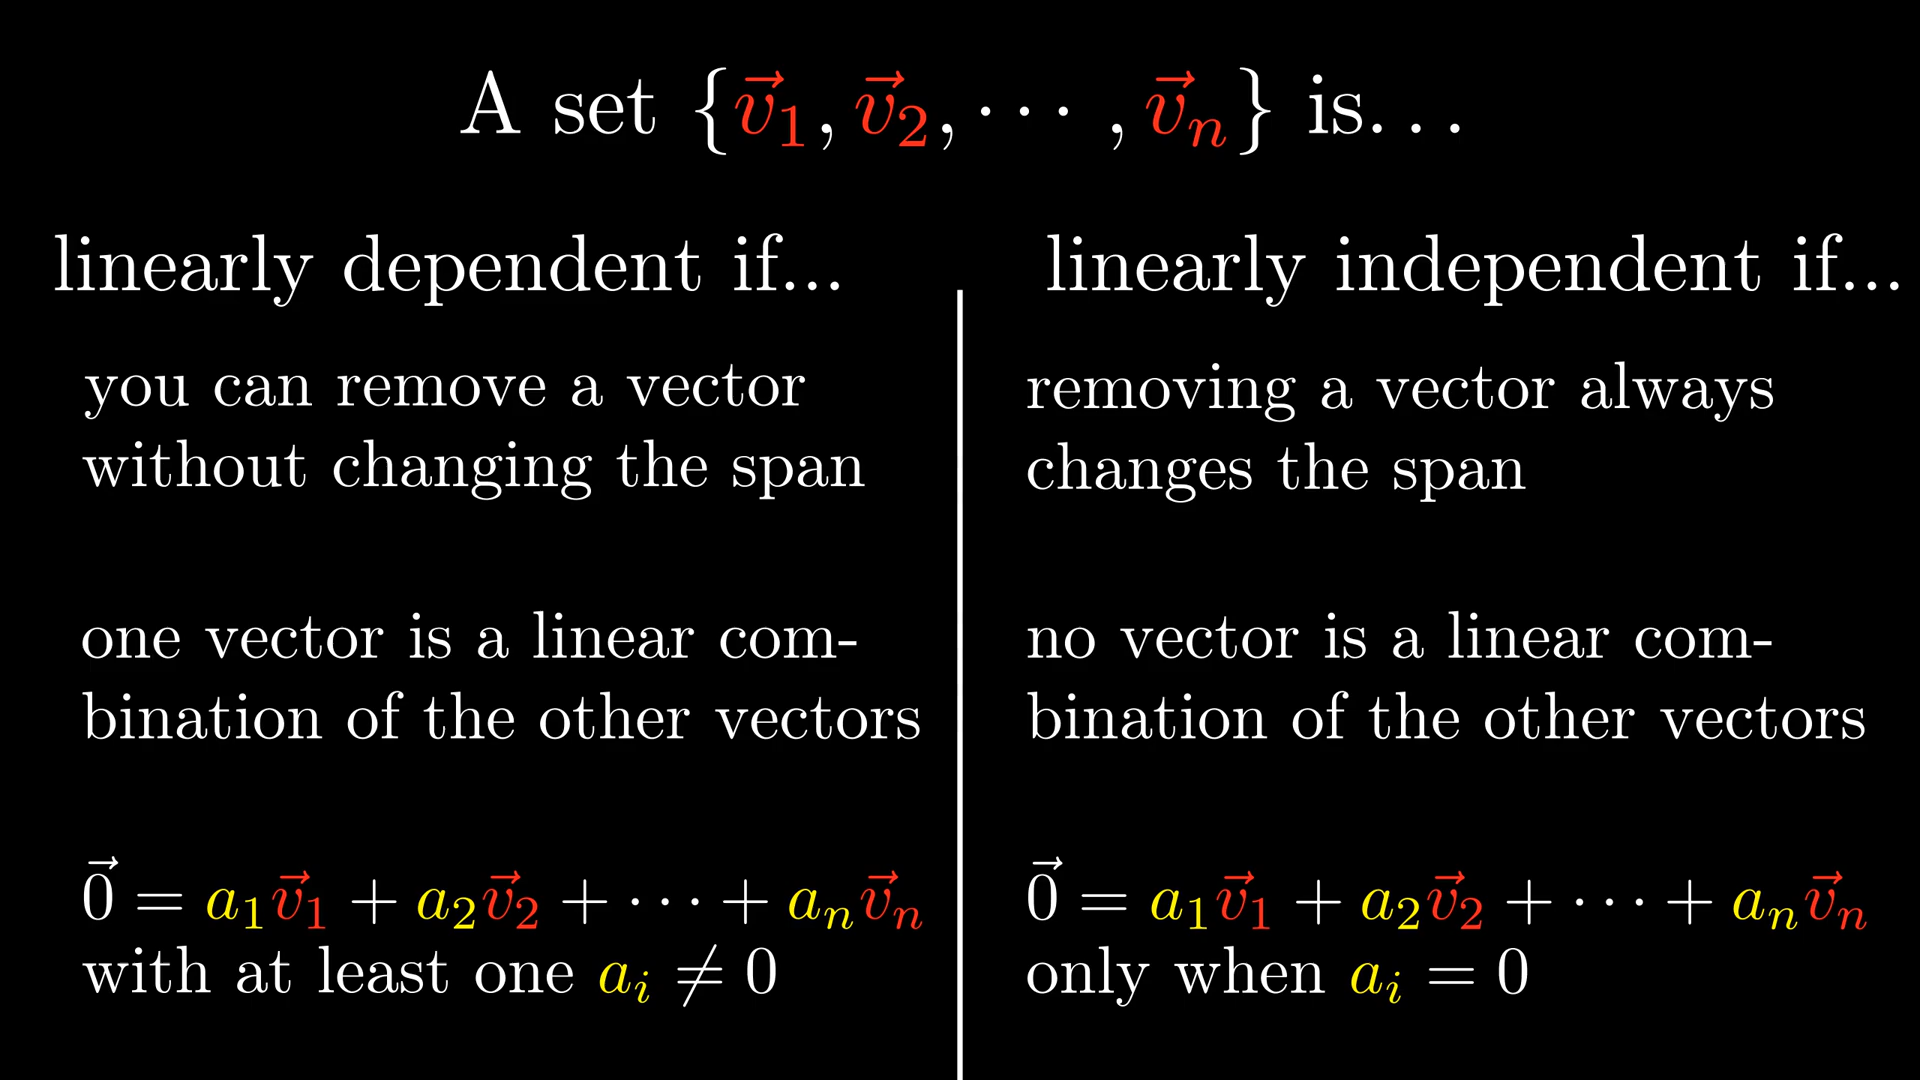 A set {v⃗₁, v⃗₂, ⋯ , v⃗ₙ} is…
linearly dependent if...
you can remove a vector
without changing the span
one vector is a linear com-
bination of the other vectors
0⃗ = a₁v⃗₁ + a₂v⃗₂ + ⋯ + aₙv⃗ₙ
with at least one aᵢ ≠ 0
linearly independent if...
removing a vector always
changes the span
no vector is a linear com-
bination of the other vectors
0⃗ = a₁v⃗₁ + a₂v⃗₂ + ⋯ + aₙv⃗ₙ
only when aᵢ = 0